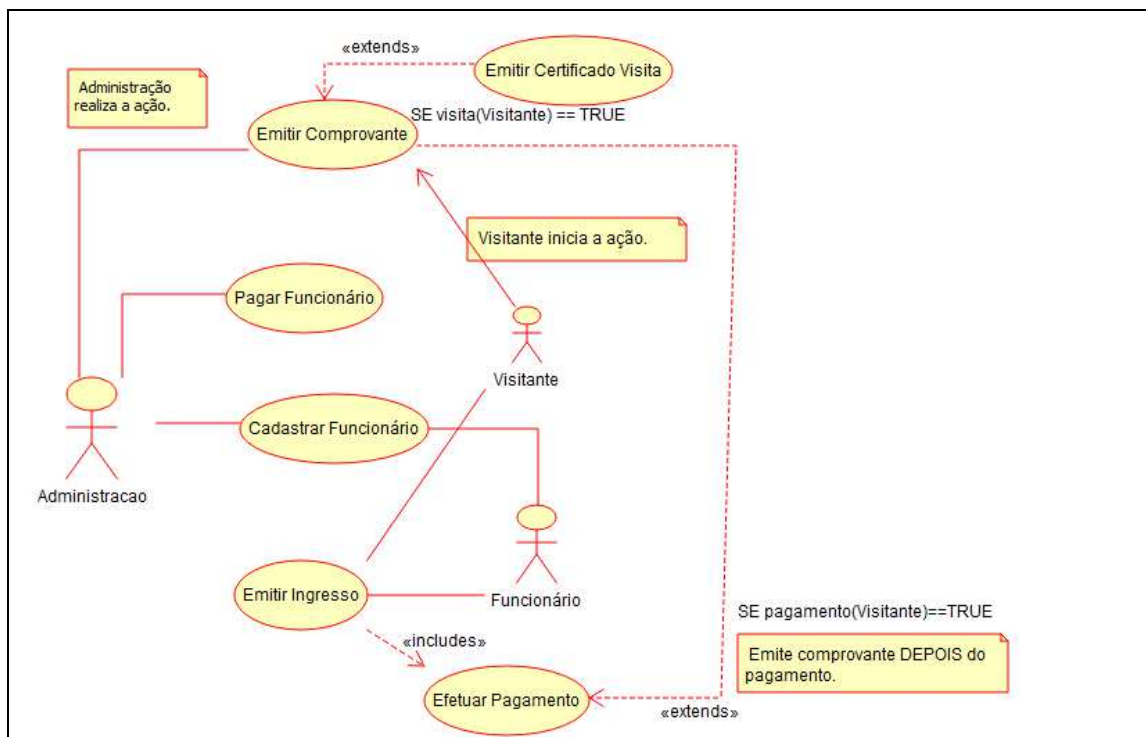 «extends»
Emitir Certificado Visita
Administração
realiza a ação.
SE visita(Visitante) == TRUE
Emitir Comprovante
Visitante inicia a ação.
Pagar Funcionário
Visitante
Cadastrar Funcionário
Administracao
Emitir Ingresso
Funcionário
SE pagamento(Visitante)==TRUE
«includes»
Emite comprovante DEPOIS do
pagamento.
Efetuar Pagamento
«extends»